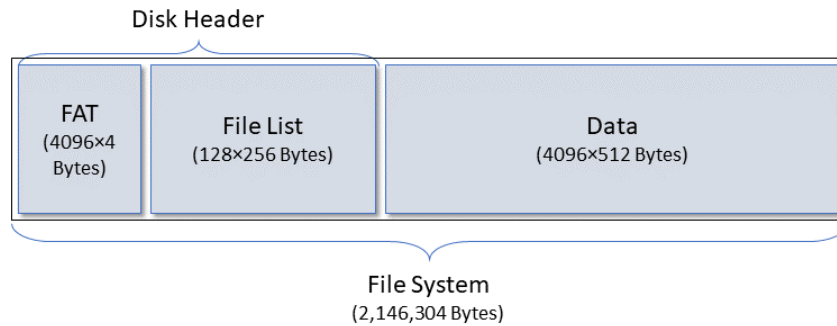 Disk Header
FAT
(4096×4
Bytes)
File List
(128×256 Bytes)
Data
(4096×512 Bytes)
File System
(2,146,304 Bytes)